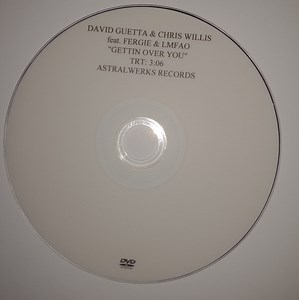 DAVID GUETTA & CHRIS WILLIS
feat. FERGIE & LMFAO
"GETTIN OVER YOU"
TRT: 3:06
ASTRALWERKS RECORDS
DVD